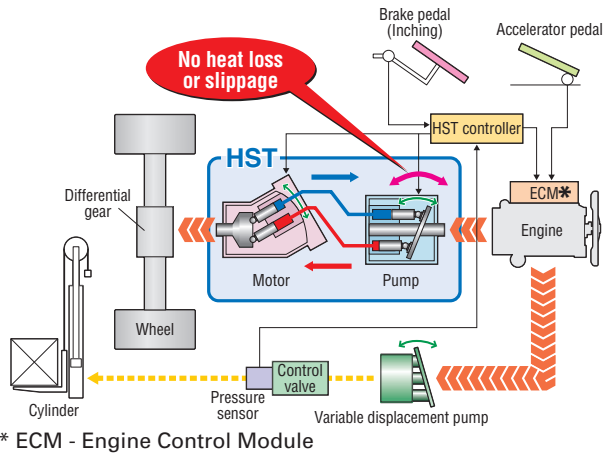 Brake pedal
(Inching)
Accelerator pedal
No heat loss
or slippage
HST controller
HST
ECM*
Differential
gear
Engine
Motor
Pump
Wheel
Control
valve
Cylinder
Pressure
sensor
Variable displacement pump
* ECM - Engine Control Module